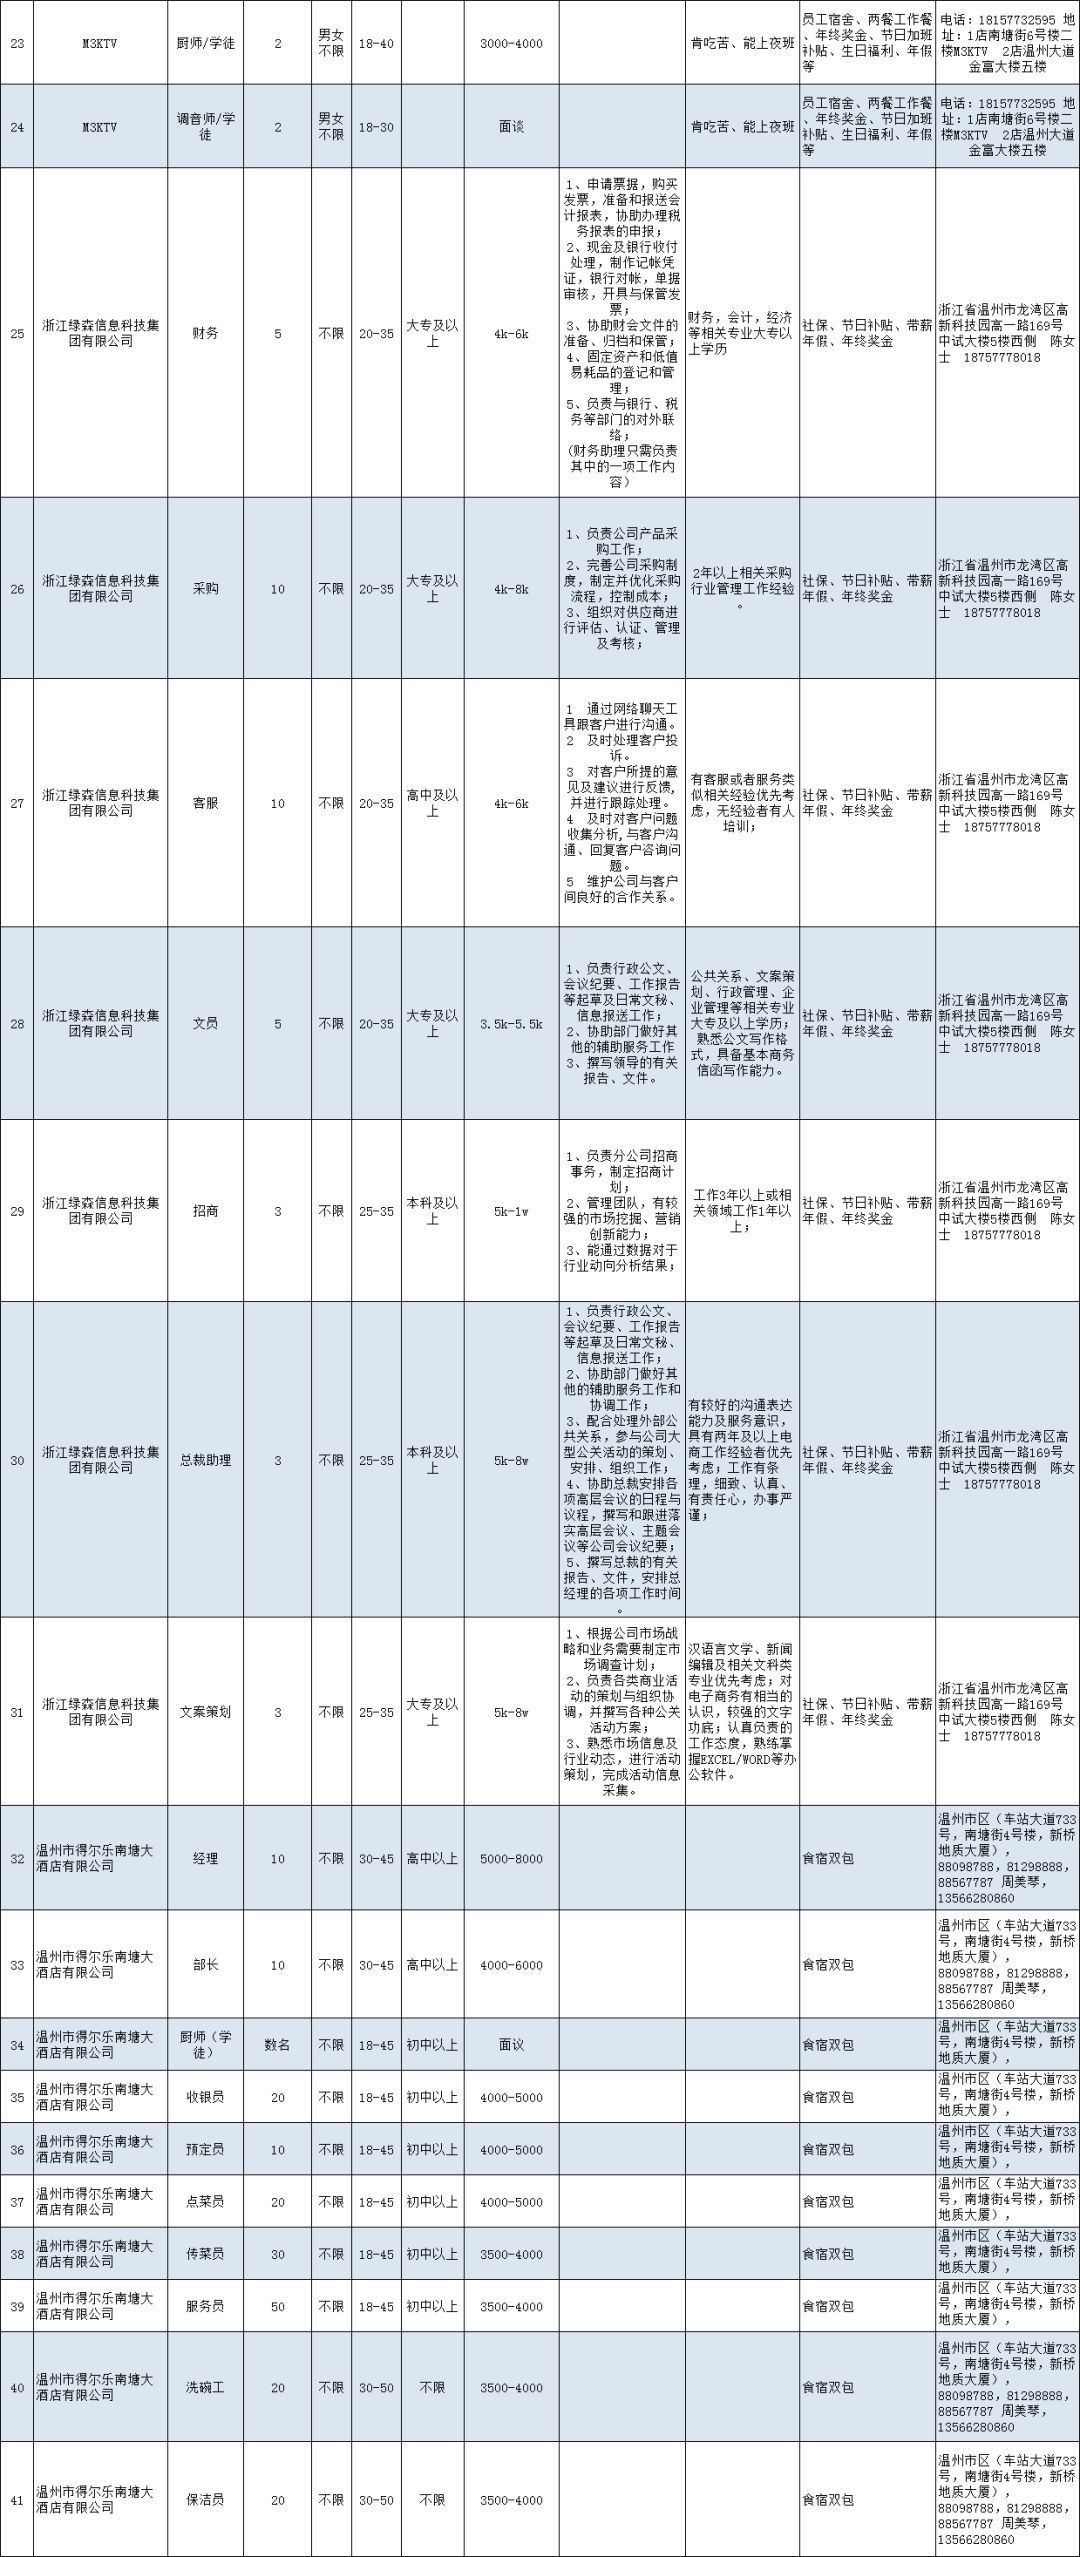 23
M3KTV
厨师/学徒
2
男女
不限
18-40
3000-4000
肯吃苦、能上夜班
员工宿舍、两餐工作餐
、年终奖金、节日加班
补贴、生日福利、年假
等
电话：18157732595 地
址：1店南塘街6号楼二
楼M3KTV  2店温州大道
金富大楼五楼
24
M3KTV
调音师/学
徒
2
男女
不限
18-30
面谈
肯吃苦、能上夜班
员工宿舍、两餐工作餐
、年终奖金、节日加班
补贴、生日福利、年假
等
电话：18157732595 地
址：1店南塘街6号楼二
楼M3KTV  2店温州大道
金富大楼五楼
25
浙江绿森信息科技集
团有限公司
财务
5
不限
20-35
大专及以
上
4k-6k
1、申请票据，购买
发票，准备和报送会
计报表，协助办理税
务报表的申报；
2、现金及银行收付
处理，制作记帐凭
证，银行对帐，单据
审核，开具与保管发
票；
3、协助财会文件的
准备、归档和保管；
4、固定资产和低值
易耗品的登记和管
理；
5、负责与银行、税
务等部门的对外联
络；
（财务助理只需负责
其中的一项工作内
容）
财务，会计，经济
等相关专业大专以
上学历
社保、节日补贴、带薪
年假、年终奖金
浙江省温州市龙湾区高
新科技园高一路169号
中试大楼5楼西侧  陈女
士  18757778018
26
浙江绿森信息科技集
团有限公司
采购
10
不限
20-35
大专及以
上
4k-8k
1、负责公司产品采
购工作；
2、完善公司采购制
度，制定并优化采购
流程，控制成本；
3、组织对供应商进
行评估、认证、管理
及考核；
2年以上相关采购
行业管理工作经验
。
社保、节日补贴、带薪
年假、年终奖金
浙江省温州市龙湾区高
新科技园高一路169号
中试大楼5楼西侧  陈女
士  18757778018
27
浙江绿森信息科技集
团有限公司
客服
10
不限
20-35
高中及以
上
4k-6k
1  通过网络聊天工
具跟客户进行沟通。
2  及时处理客户投
诉。
3  对客户所提的意
见及建议进行反馈，
并进行跟踪处理。
4  及时对客户问题
收集分析,与客户沟
通、回复客户咨询问
题。
5  维护公司与客户
间良好的合作关系。
有客服或者服务类
似相关经验优先考
虑，无经验者有人
培训；
社保、节日补贴、带薪
年假、年终奖金
浙江省温州市龙湾区高
新科技园高一路169号
中试大楼5楼西侧  陈女
士  18757778018
28
浙江绿森信息科技集
团有限公司
文员
5
不限
20-35
大专及以
上
3.5k-5.5k
1、负责行政公文、
会议纪要、工作报告
等起草及日常文秘、
信息报送工作；
2、协助部门做好其
他的辅助服务工作
3、撰写领导的有关
报告、文件。
公共关系、文案策
划、行政管理、企
业管理等相关专业
大专及以上学历；
熟悉公文写作格
式，具备基本商务
信函写作能力。
社保、节日补贴、带薪
年假、年终奖金
浙江省温州市龙湾区高
新科技园高一路169号
中试大楼5楼西侧  陈女
士  18757778018
29
浙江绿森信息科技集
团有限公司
招商
3
不限
25-35
本科及以
上
5k-1w
1、负责分公司招商
事务，制定招商计
划；
2、管理团队，有较
强的市场挖掘、营销
创新能力；
3、能通过数据对于
行业动向分析结果；
工作3年以上或相
关领域工作1年以
上；
社保、节日补贴、带薪
年假、年终奖金
浙江省温州市龙湾区高
新科技园高一路169号
中试大楼5楼西侧  陈女
士  18757778018
30
浙江绿森信息科技集
团有限公司
总裁助理
3
不限
25-35
本科及以
上
5k-8w
1、负责行政公文、
会议纪要、工作报告
等起草及日常文秘、
信息报送工作；
2、协助部门做好其
他的辅助服务工作和
协调工作；
3、配合处理外部公
共关系，参与公司大
型公关活动的策划、
安排、组织工作；
4、协助总裁安排各
项高层会议的日程与
议程，撰写和跟进落
实高层会议、主题会
议等公司会议纪要；
5、撰写总裁的有关
报告、文件，安排总
经理的各项工作时间
。
有较好的沟通表达
能力及服务意识，
具有两年及以上电
商工作经验者优先
考虑；工作有条
理，细致、认真、
有责任心，办事严
谨；
社保、节日补贴、带薪
年假、年终奖金
浙江省温州市龙湾区高
新科技园高一路169号
中试大楼5楼西侧  陈女
士  18757778018
31
浙江绿森信息科技集
团有限公司
文案策划
3
不限
25-35
大专及以
上
5k-8w
1、根据公司市场战
略和业务需要制定市
场调查计划；
2、负责各类商业活
动的策划与组织协
调，并撰写各种公关
活动方案；
3、熟悉市场信息及
行业动态，进行活动
策划，完成活动信息
采集。
汉语言文学、新闻
编辑及相关文科类
专业优先考虑；对
电子商务有相当的
认识，较强的文字
功底；认真负责的
工作态度，熟练掌
握EXCEL/WORD等办
公软件。
社保、节日补贴、带薪
年假、年终奖金
浙江省温州市龙湾区高
新科技园高一路169号
中试大楼5楼西侧  陈女
士  18757778018
32
温州市得尔乐南塘大
酒店有限公司
经理
10
不限
30-45
高中以上
5000-8000
食宿双包
温州市区（车站大道733
号，南塘街4号楼，新桥
地质大厦），
88098788，81298888，
88567787 周美琴，
13566280860
33
温州市得尔乐南塘大
酒店有限公司
部长
10
不限
30-45
高中以上
4000-6000
食宿双包
温州市区（车站大道733
号，南塘街4号楼，新桥
地质大厦），
88098788，81298888，
88567787 周美琴，
13566280860
34
温州市得尔乐南塘大
酒店有限公司
厨师（学
徒）
数名
不限
18-45
初中以上
面议
食宿双包
温州市区（车站大道733
号，南塘街4号楼，新桥
地质大厦），
35
温州市得尔乐南塘大
酒店有限公司
收银员
20
不限
18-45
初中以上
4000-5000
食宿双包
温州市区（车站大道733
号，南塘街4号楼，新桥
地质大厦），
36
温州市得尔乐南塘大
酒店有限公司
预定员
10
不限
18-45
初中以上
4000-5000
食宿双包
温州市区（车站大道733
号，南塘街4号楼，新桥
地质大厦），
37
温州市得尔乐南塘大
酒店有限公司
点菜员
20
不限
18-45
初中以上
4000-5000
食宿双包
温州市区（车站大道733
号，南塘街4号楼，新桥
地质大厦），
38
温州市得尔乐南塘大
酒店有限公司
传菜员
30
不限
18-45
初中以上
3500-4000
食宿双包
温州市区（车站大道733
号，南塘街4号楼，新桥
地质大厦），
39
温州市得尔乐南塘大
酒店有限公司
服务员
50
不限
18-45
初中以上
3500-4000
食宿双包
温州市区（车站大道733
号，南塘街4号楼，新桥
地质大厦），
40
温州市得尔乐南塘大
酒店有限公司
洗碗工
20
不限
30-50
不限
3500-4000
食宿双包
温州市区（车站大道733
号，南塘街4号楼，新桥
地质大厦），
88098788，81298888，
88567787 周美琴，
13566280860
41
温州市得尔乐南塘大
酒店有限公司
保洁员
20
不限
30-50
不限
3500-4000
食宿双包
温州市区（车站大道733
号，南塘街4号楼，新桥
地质大厦），
88098788，81298888，
88567787 周美琴，
13566280860